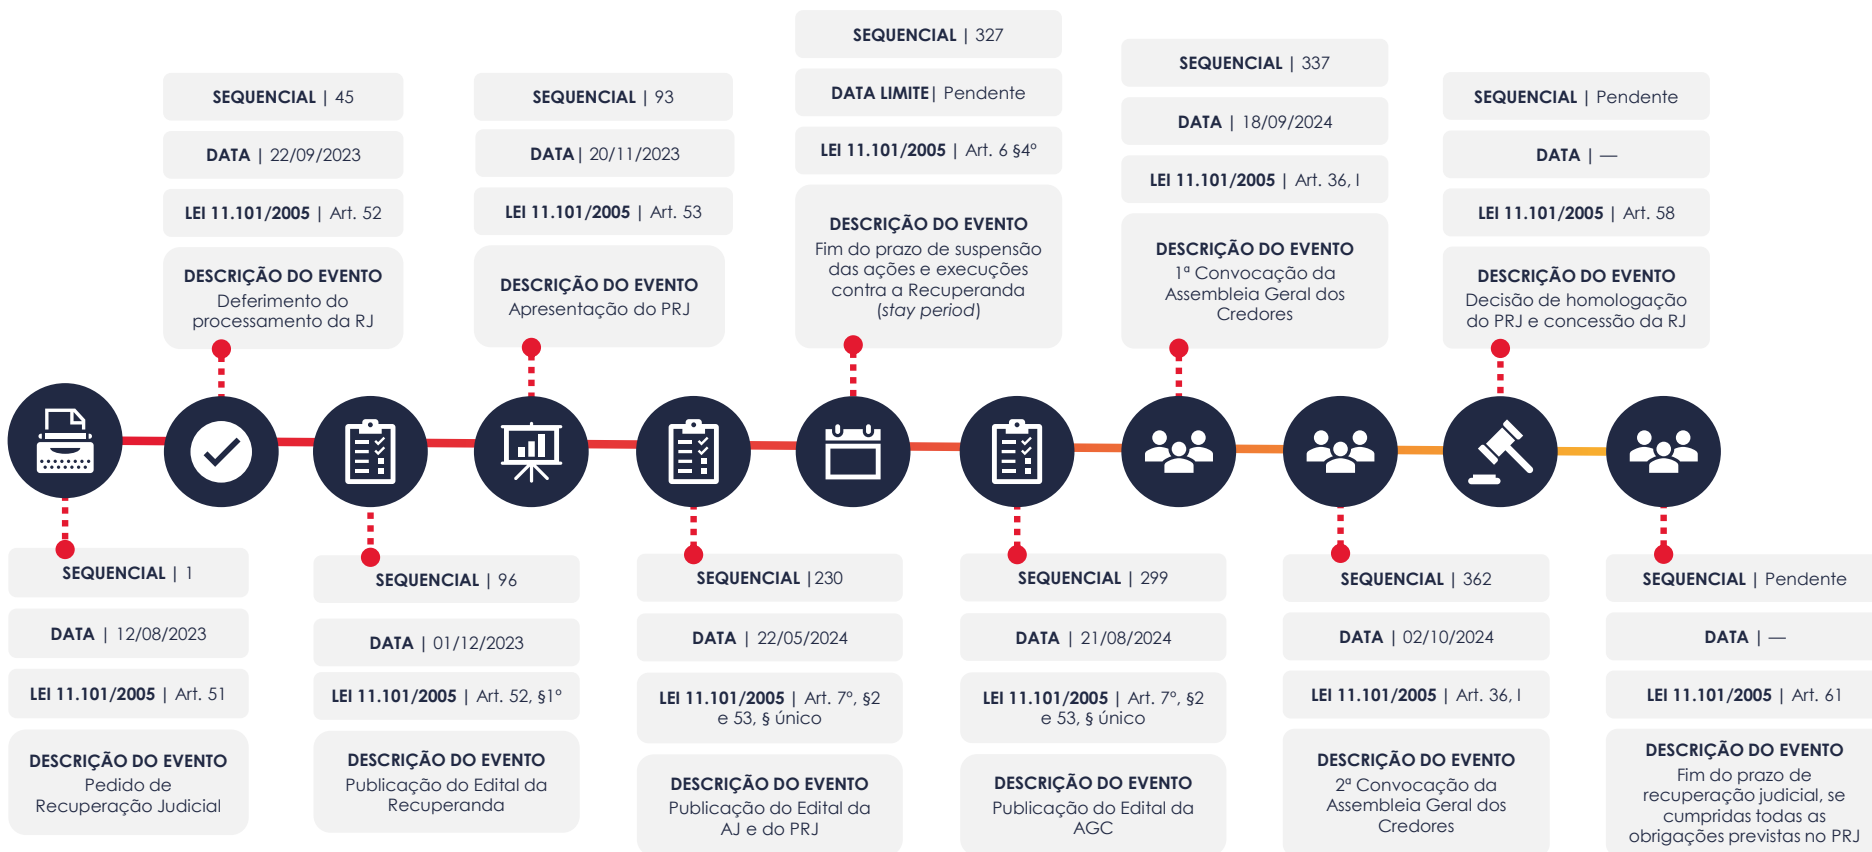 SEQUENCIAL | 1
DATA | 12/08/2023
LEI 11.101/2005 | Art. 51
DESCRIÇÃO DO EVENTO
Pedido de
Recuperação Judicial
SEQUENCIAL | 45
DATA | 22/09/2023
LEI 11.101/2005 | Art. 52
DESCRIÇÃO DO EVENTO
Deferimento do
processamento da RJ
SEQUENCIAL | 96
DATA | 01/12/2023
LEI 11.101/2005 | Art. 52, §1º
DESCRIÇÃO DO EVENTO
Publicação do Edital da
Recuperanda
SEQUENCIAL | 93
DATA| 20/11/2023
LEI 11.101/2005 | Art. 53
DESCRIÇÃO DO EVENTO
Apresentação do PRJ
SEQUENCIAL |230
DATA | 22/05/2024
LEI 11.101/2005 | Art. 7º, §2
e 53, § único
DESCRIÇÃO DO EVENTO
Publicação do Edital da
AJ e do PRJ
SEQUENCIAL | 327
DATA LIMITE| Pendente
LEI 11.101/2005 | Art. 6 §4º
DESCRIÇÃO DO EVENTO
Fim do prazo de suspensão
das ações e execuções
contra a Recuperanda
(stay period)
SEQUENCIAL | 299
DATA | 21/08/2024
LEI 11.101/2005 | Art. 7º, §2
e 53, § único
DESCRIÇÃO DO EVENTO
Publicação do Edital da
AGC
SEQUENCIAL | 337
DATA | 18/09/2024
LEI 11.101/2005 | Art. 36, I
DESCRIÇÃO DO EVENTO
1ª Convocação da
Assembleia Geral dos
Credores
SEQUENCIAL | 362
DATA | 02/10/2024
LEI 11.101/2005 | Art. 36, I
DESCRIÇÃO DO EVENTO
2ª Convocação da
Assembleia Geral dos
Credores
SEQUENCIAL | Pendente
DATA | —
LEI 11.101/2005 | Art. 58
DESCRIÇÃO DO EVENTO
Decisão de homologação
do PRJ e concessão da RJ
SEQUENCIAL | Pendente
DATA | —
LEI 11.101/2005 | Art. 61
DESCRIÇÃO DO EVENTO
Fim do prazo de
recuperação judicial, se
cumpridas todas as
obrigações previstas no PRJ